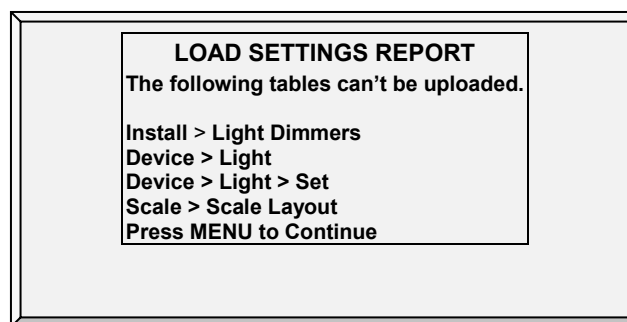 LOAD SETTINGS REPORT
The following tables can't be uploaded.
Install > Light Dimmers
Device > Light
Device > Light > Set
Scale > Scale Layout
Press MENU to Continue